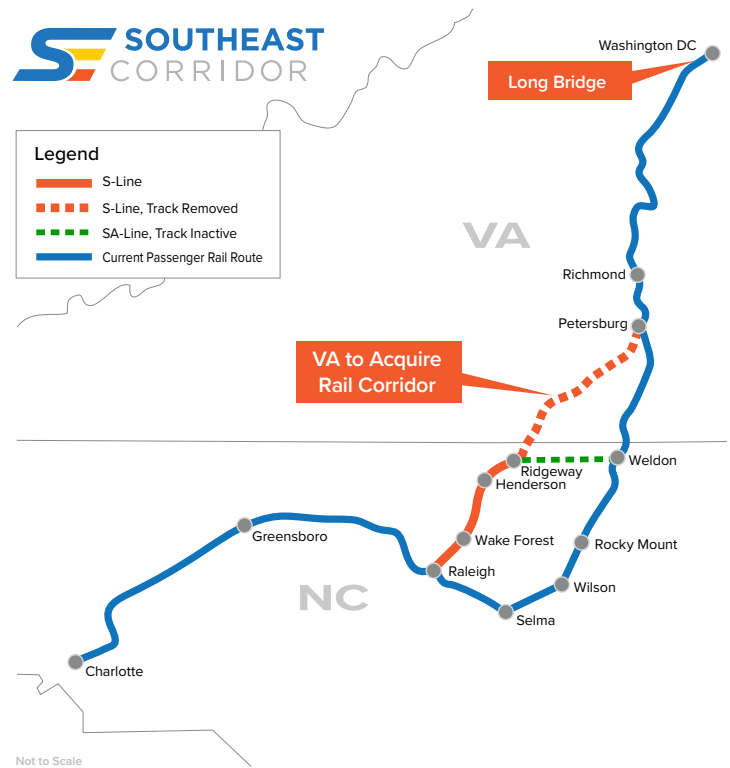 SOUTHEAST
CORRIDOR
Washington DC
Long Bridge
Legend
S-Line
S-Line, Track Removed
SA-Line, Track Inactive
Current Passenger Rail Route
VA
Richmond
Petersburg
VA to Acquire
Rail Corridor
Weldon
Ridgeway
Henderson
Greensboro
Wake Forest
Rocky Mount
Raleigh
NC
Wilson
Selma
Charlotte
Not to Scale